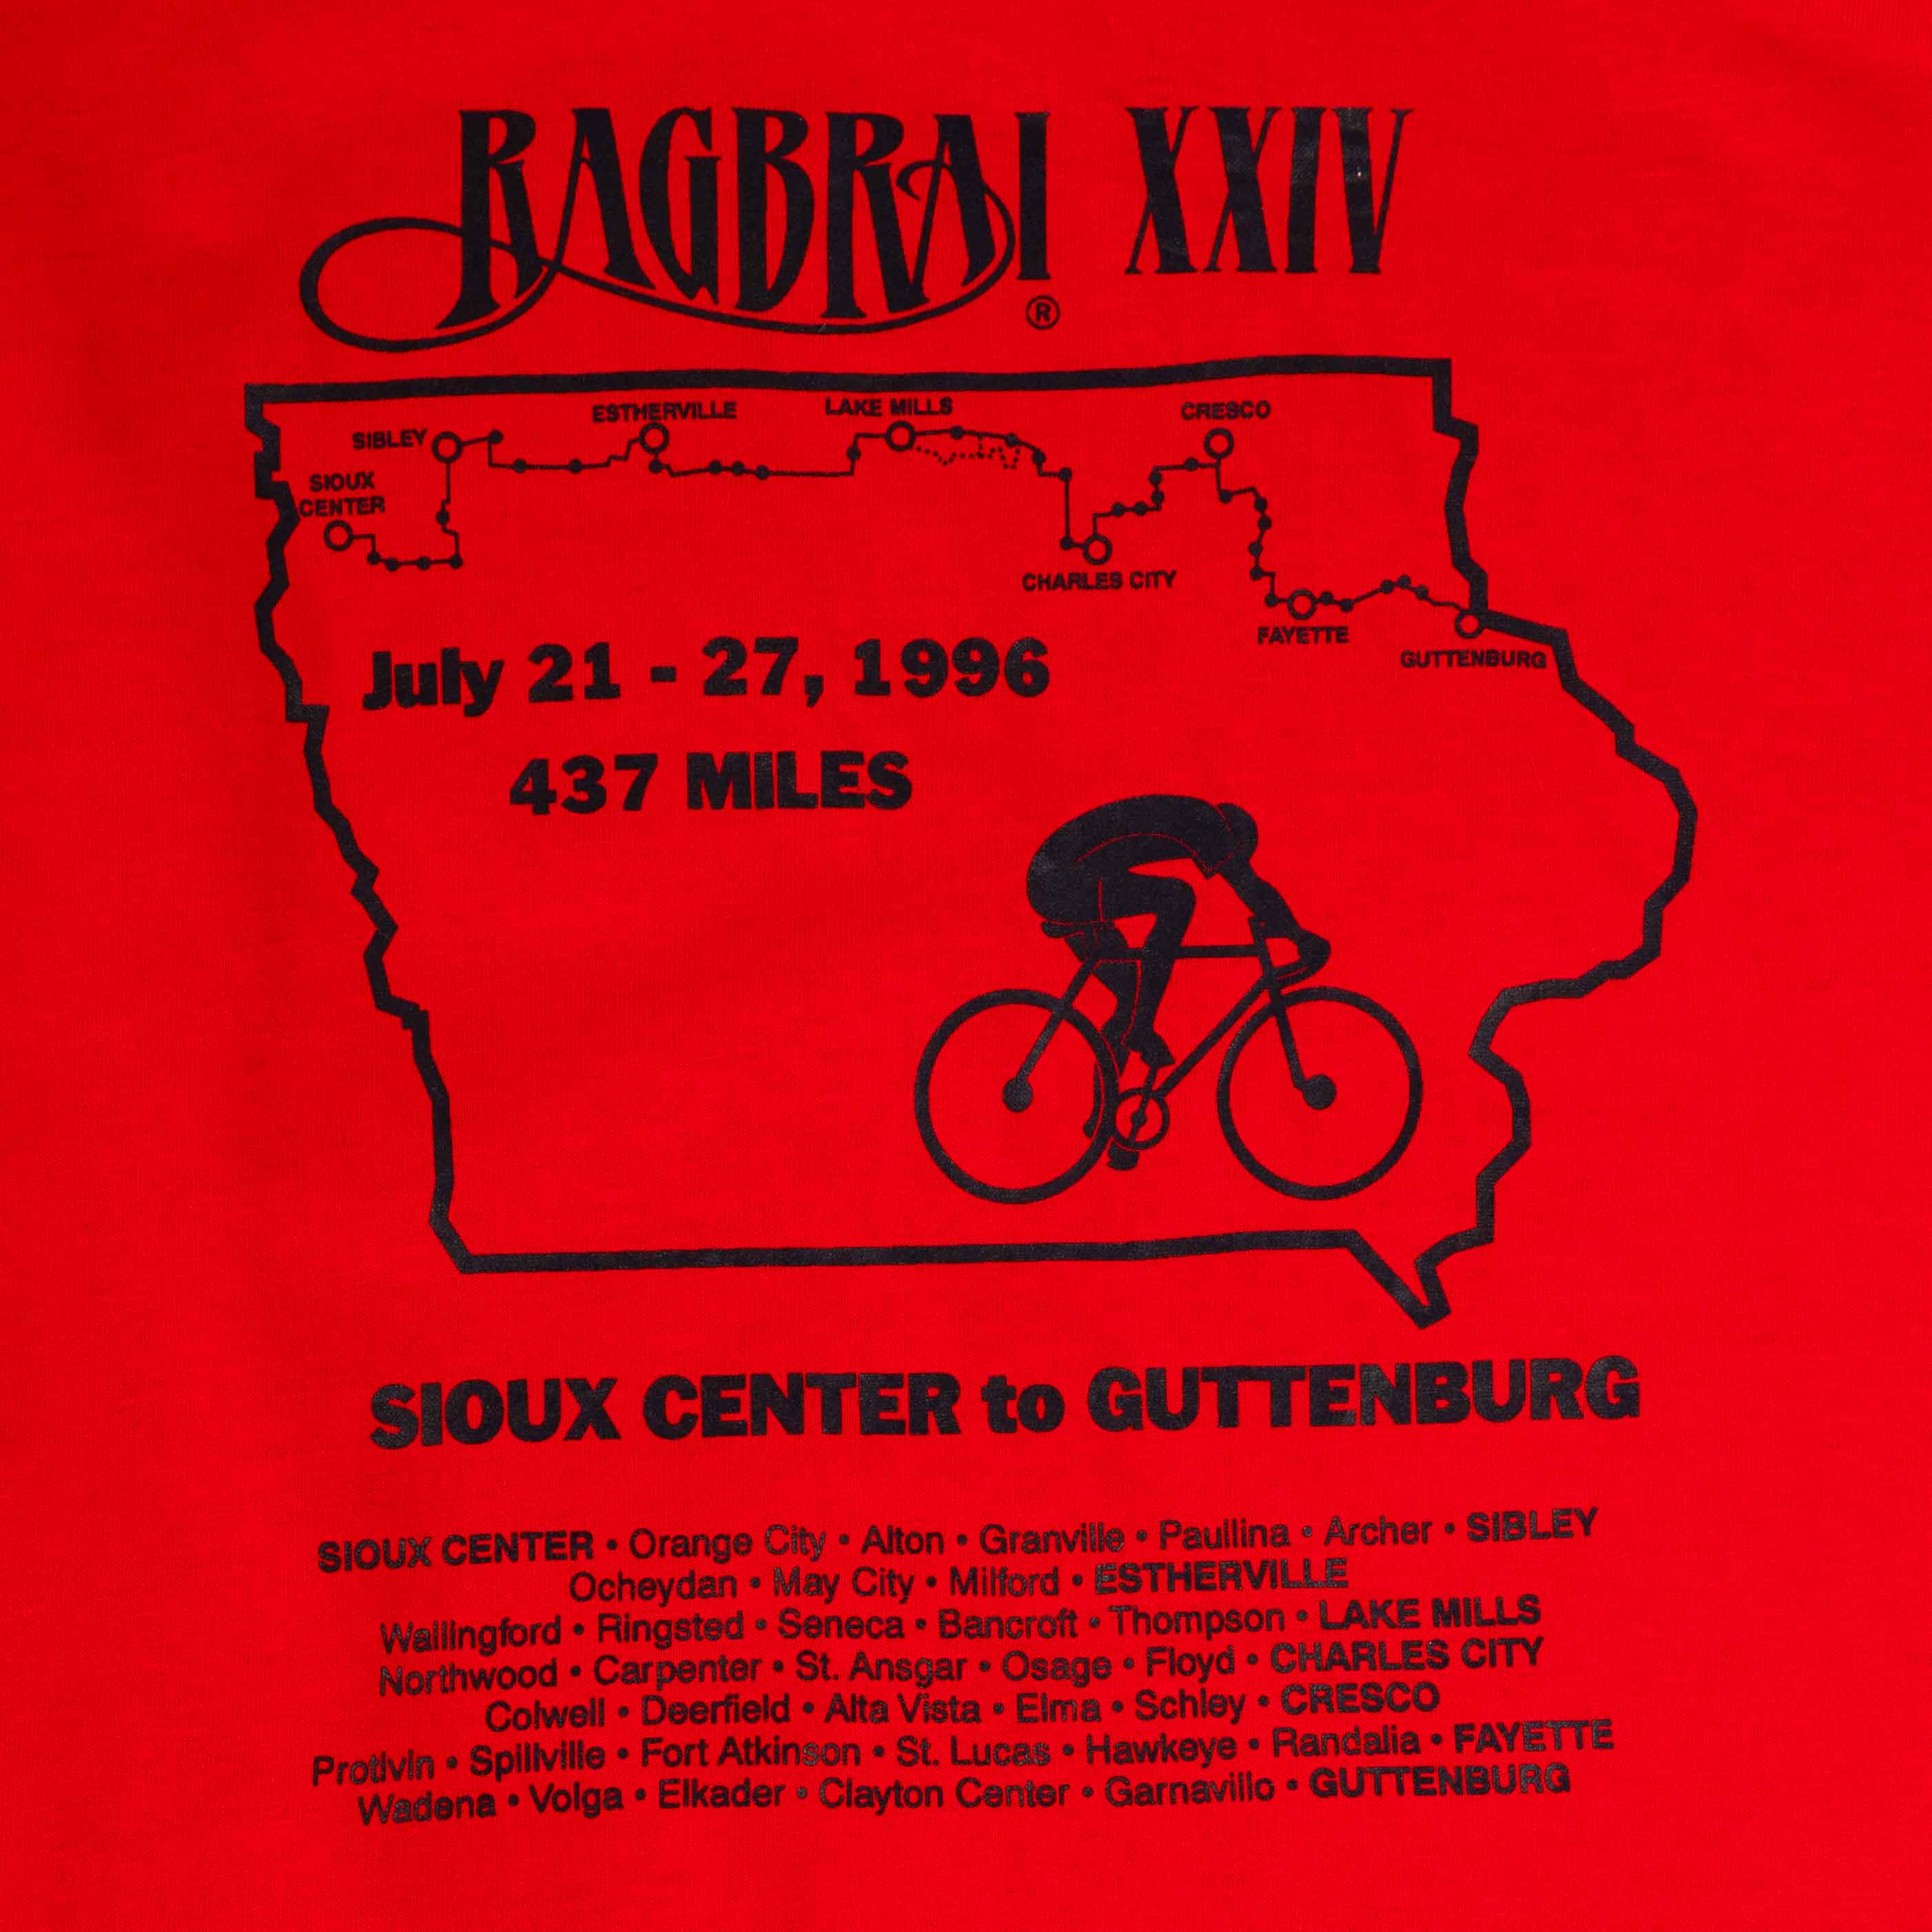 RAGBRAI® XXIV
ESTHERVILLE
LAKE MILLS
CRESCO
SIBLEY
SIOUX
CENTER
CHARLES CITY
FAYETTE
GUTTENBURG
July 21 - 27, 1996
437 MILES
SIOUX CENTER to GUTTENBURG
SIOUX CENTER • Orange City • Alton • Granville • Paullina • Archer • SIBLEY
Ocheydan • May City • Milford • ESTHERVILLE
Wallingford • Ringsted • Seneca • Bancroft • Thompson • LAKE MILLS
Northwood • Carpenter • St. Ansgar • Osage • Floyd • CHARLES CITY
Colwell • Deerfield • Alta Vista • Elma • Schley • CRESCO
Protivin • Spillville • Fort Atkinson • St. Lucas • Hawkeye • Randalia • FAYETTE
Wadena • Volga • Elkader • Clayton Center • Garnavillo • GUTTENBURG